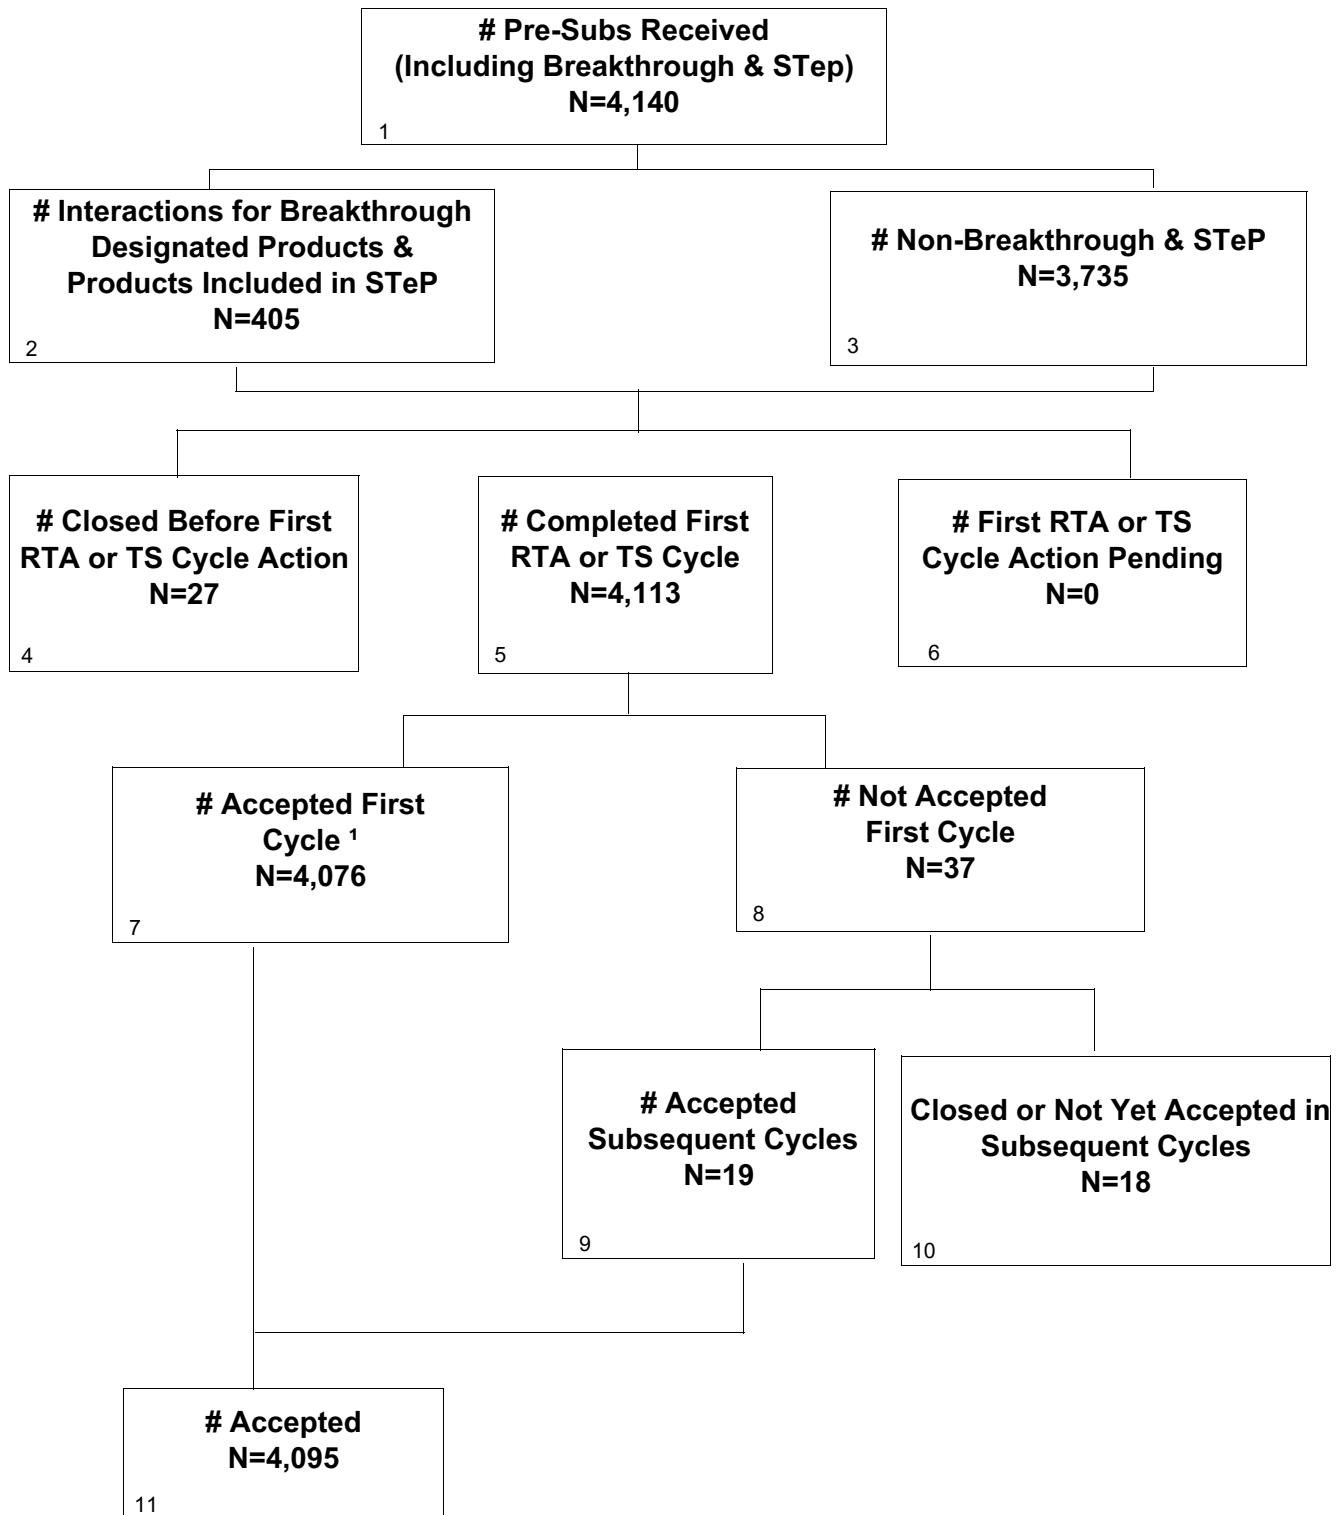 # Pre-Subs Received
(Including Breakthrough & STep)
N=4,140
1
# Interactions for Breakthrough
Designated Products &
Products Included in STeP
N=405
2
# Non-Breakthrough & STeP
N=3,735
3
# Closed Before First
RTA or TS Cycle Action
N=27
4
# Completed First
RTA or TS Cycle
N=4,113
5
# First RTA or TS
Cycle Action Pending
N=0
6
# Accepted First
Cycle ¹
N=4,076
7
# Not Accepted
First Cycle
N=37
8
# Accepted
Subsequent Cycles
N=19
9
Closed or Not Yet Accepted in
Subsequent Cycles
N=18
10
# Accepted
N=4,095
11